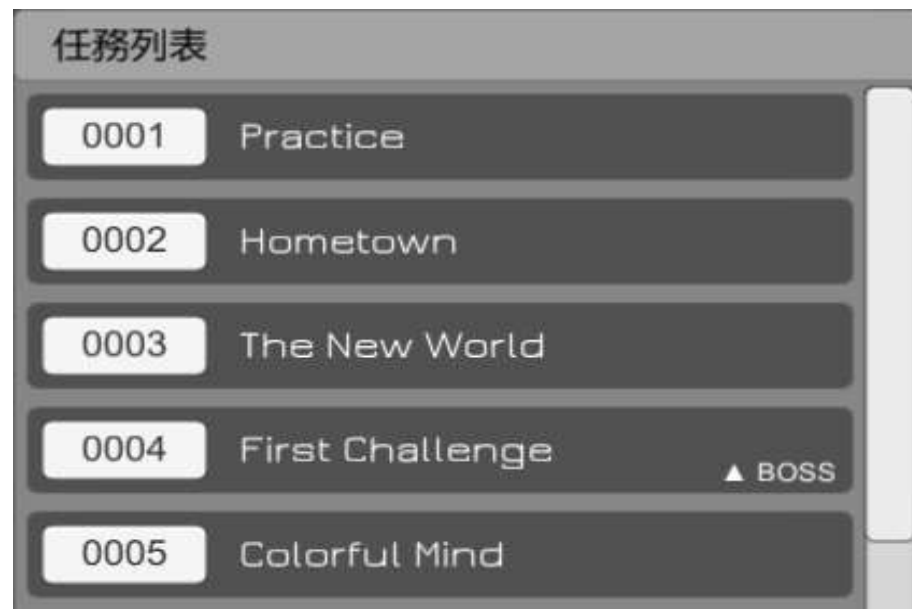 任務列表
0001 Practice
0002 Hometown
0003 The New World
0004 First Challenge
▲ BOSS
0005 Colorful Mind